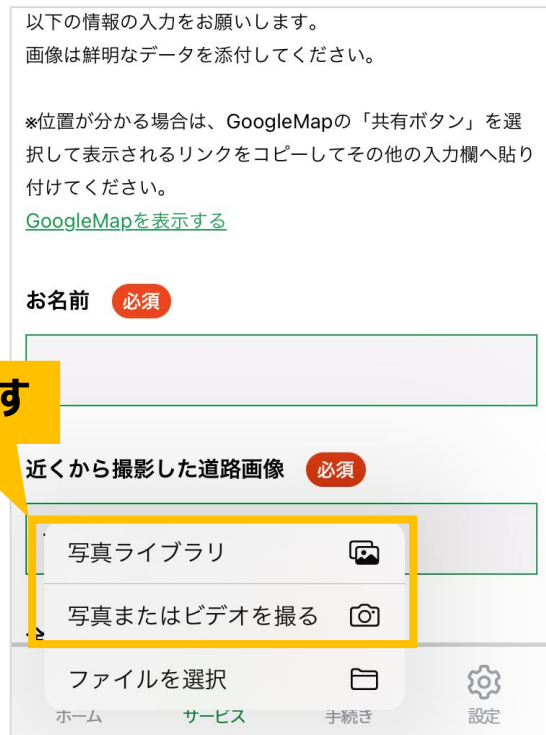 以下の情報の入力をお願いします。
画像は鮮明なデータを添付してください。
※位置が分かる場合は、GoogleMapの「共有ボタン」を選
択して表示されるリンクをコピーしてその他の入力欄へ貼り
付けてください。
GoogleMapを表示する
お名前 必須
す
近くから撮影した道路画像 必須
写真ライブラリ
写真またはビデオを撮る
ファイルを選択
ホーム サービス 手続き 設定